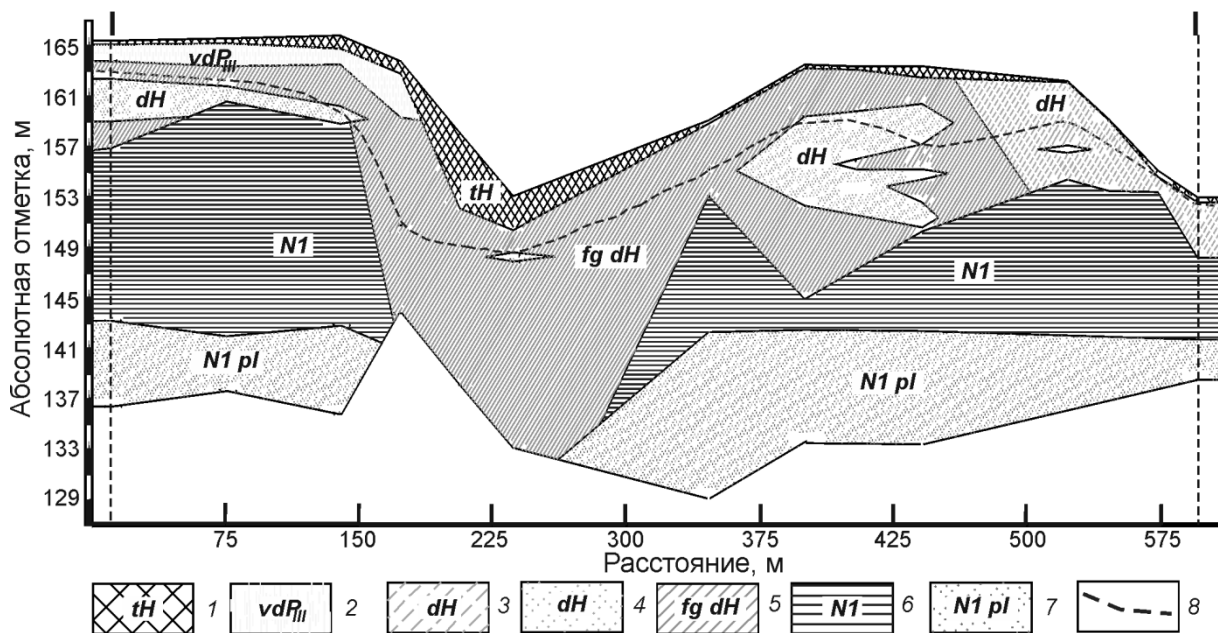 Абсолютная отметка, м
165
161
157
153
149
145
141
137
133
129
vdPIII
dH
tH
N1
fg dH
dH
dH
N1
N1 pl
N1 pl
75 150 225 300 375 425 500 575
Расстояние, м
tH 1 vdPIII 2 dH 3 dH 4 fg dH 5 N1 6 N1 pl 7 8